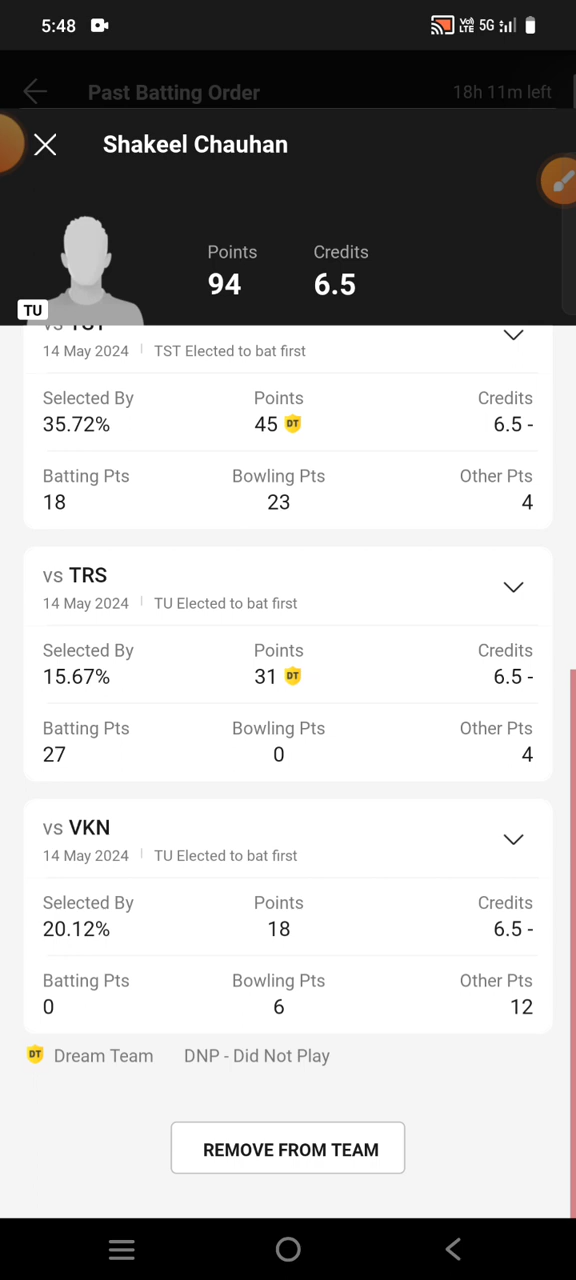 5:48 VoI) LTE 5G
Past Batting Order 18h 11m left
Shakeel Chauhan
Points Credits
94 6.5
TU
vs TST
14 May 2024 TST Elected to bat first
Selected By Points Credits
35.72% 45 DT 6.5 -
Batting Pts Bowling Pts Other Pts
18 23 4
vs TRS
14 May 2024 TU Elected to bat first
Selected By Points Credits
15.67% 31 DT 6.5 -
Batting Pts Bowling Pts Other Pts
27 0 4
vs VKN
14 May 2024 TU Elected to bat first
Selected By Points Credits
20.12% 18 6.5 -
Batting Pts Bowling Pts Other Pts
0 6 12
DT Dream Team DNP - Did Not Play
REMOVE FROM TEAM